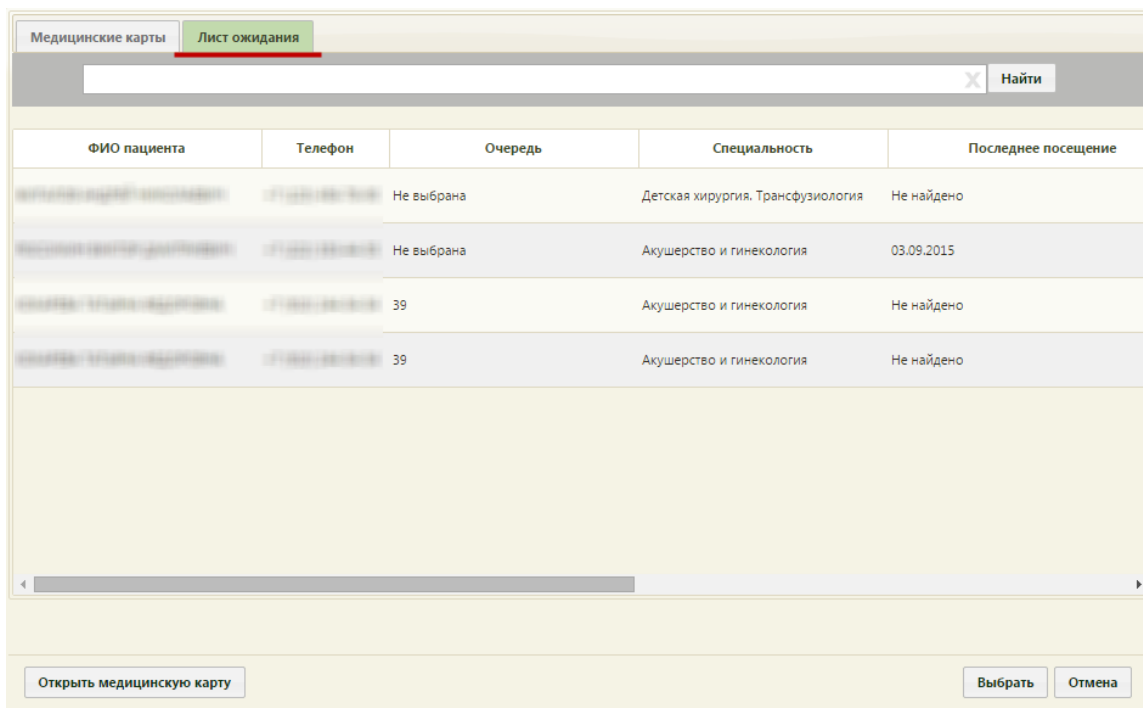 Медицинские карты Лист ожидания
X Найти
ФИО пациента Телефон Очередь Специальность Последнее посещение
Не выбрана Детская хирургия. Трансфузиология Не найдено
Не выбрана Акушерство и гинекология 03.09.2015
39 Акушерство и гинекология Не найдено
39 Акушерство и гинекология Не найдено
Открыть медицинскую карту Выбрать Отмена